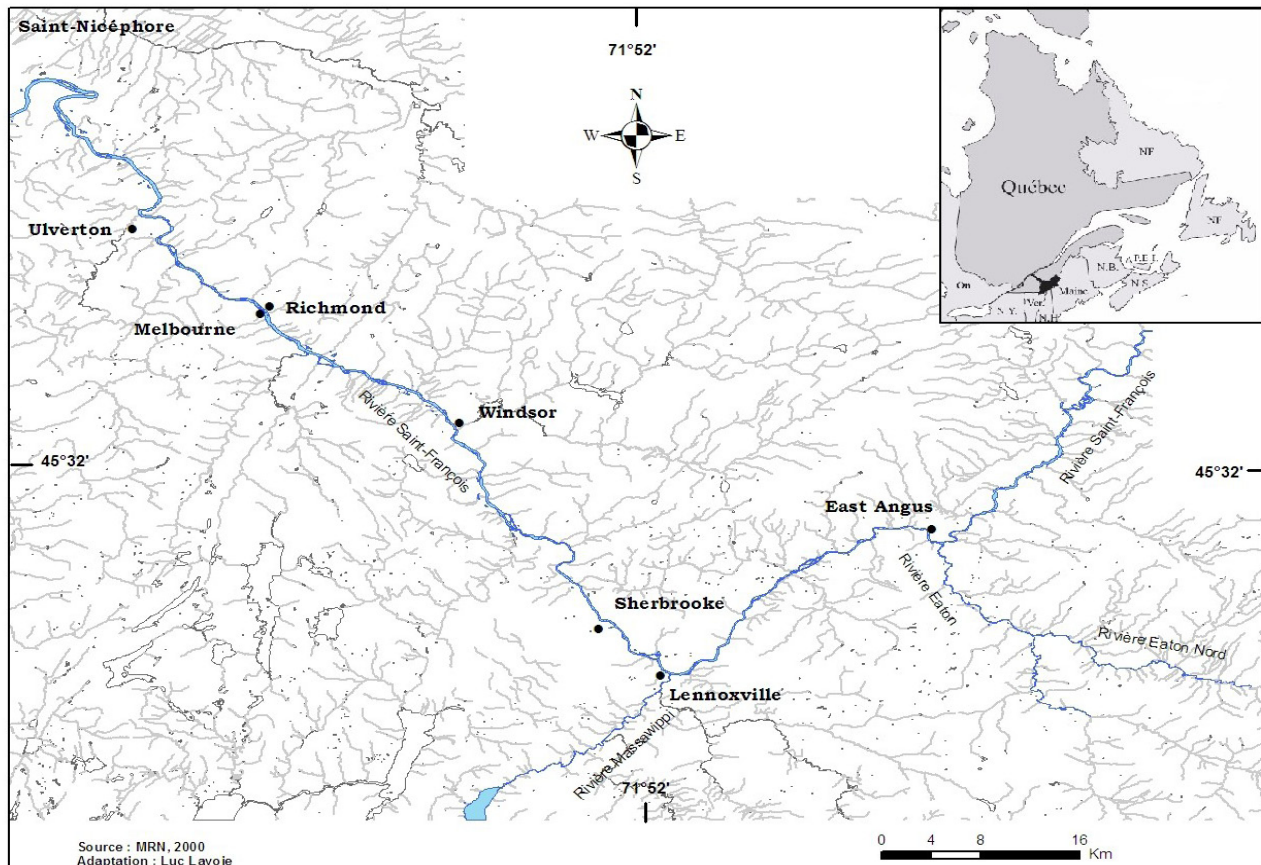 Saint-Nicéphore
71°52'
N
W E
S
NF
Québec
NF
N.B.
P.E.I.
N.S.
On
Maine
Ver.
N.Y.
N.H.
Ulverton
Richmond
Melbourne
Rivière Saint-François
Windsor
Rivière Saint-François
45°32'
45°32'
East Angus
Rivière Eaton
Sherbrooke
Rivière Eaton Nord
Lennoxville
Rivière Massawippi
71°52'
Source : MRN, 2000
Adaptation : Luc Lavoie
0 4 8 16
Km